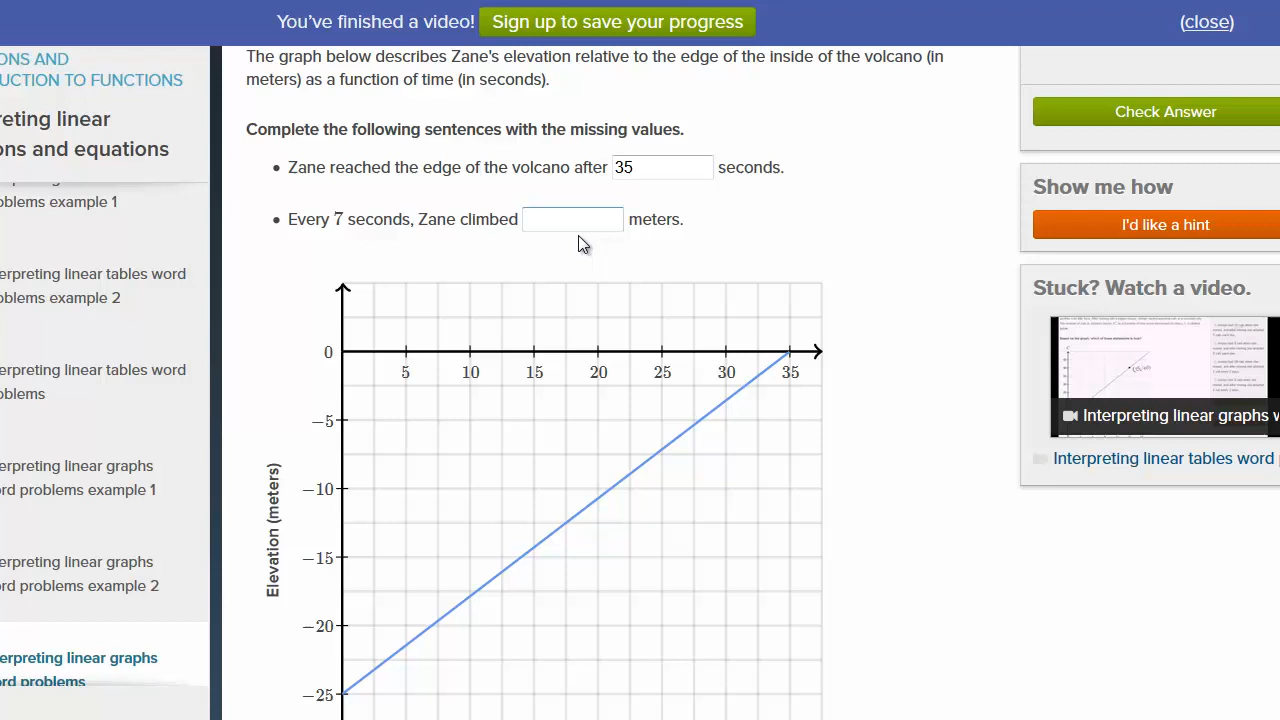 You've finished a video! Sign up to save your progress (close)
ONS AND
UCTION TO FUNCTIONS
reting linear
ons and equations
oblems example 1
erpreting linear tables word
oblems example 2
erpreting linear tables word
oblems
erpreting linear graphs
ord problems example 1
erpreting linear graphs
ord problems example 2
erpreting linear graphs
ord problems
The graph below describes Zane's elevation relative to the edge of the inside of the volcano (in
meters) as a function of time (in seconds).
Complete the following sentences with the missing values.
• Zane reached the edge of the volcano after 35 seconds.
• Every 7 seconds, Zane climbed meters.
0
5 10 15 20 25 30 35
−5
−10
−15
−20
−25
Elevation (meters)
Check Answer
Show me how
I'd like a hint
Stuck? Watch a video.
Interpreting linear graphs w
Interpreting linear tables word